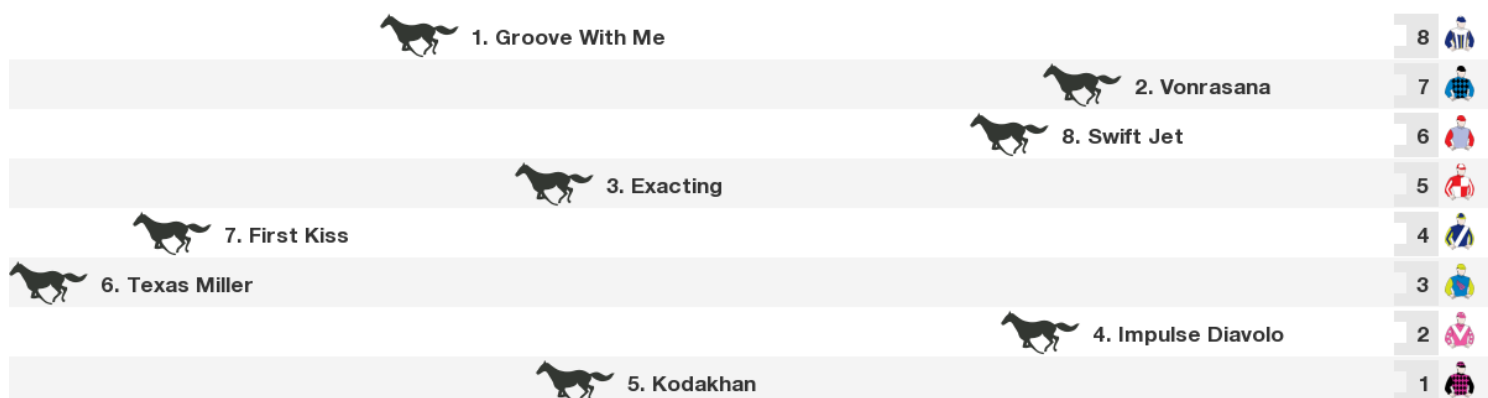 1. Groove With Me 8
2. Vonrasana 7
8. Swift Jet 6
3. Exacting 5
7. First Kiss 4
6. Texas Miller 3
4. Impulse Diavolo 2
5. Kodakhan 1